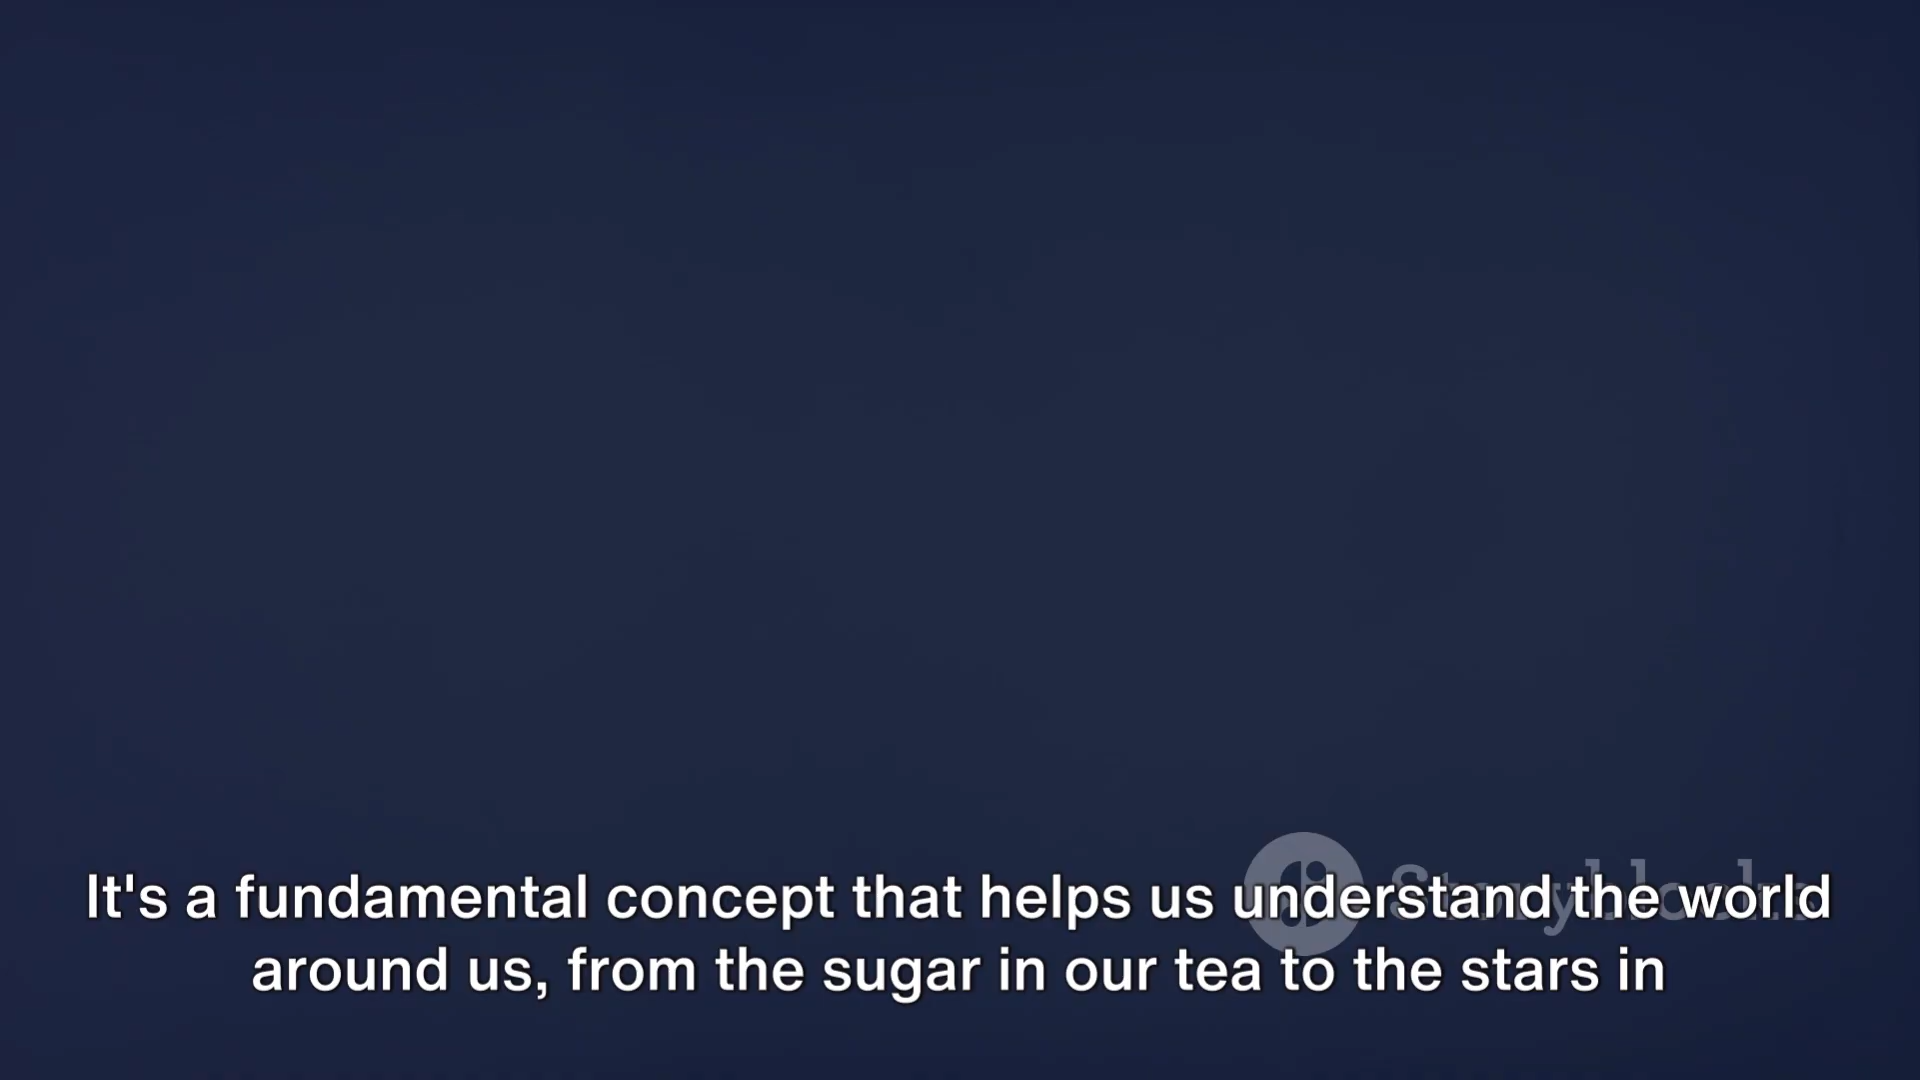 It's a fundamental concept that helps us understand the world
around us, from the sugar in our tea to the stars in
Storyblocks